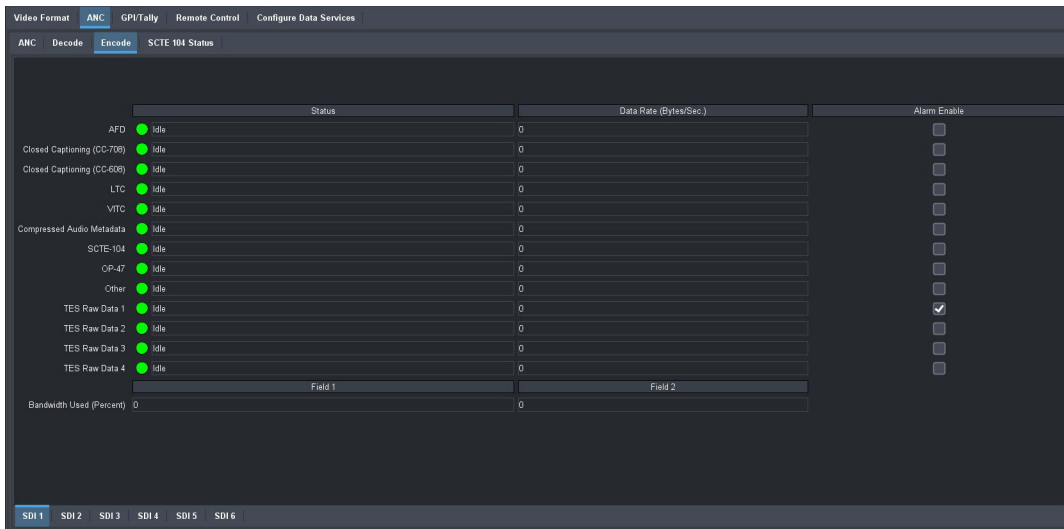 Video Format ANC GPI/Tally Remote Control Configure Data Services
ANC Decode Encode SCTE 104 Status
Status Data Rate (Bytes/Sec.) Alarm Enable
AFD Idle 0
Closed Captioning (CC-708) Idle 0
Closed Captioning (CC-608) Idle 0
LTC Idle 0
VITC Idle 0
Compressed Audio Metadata Idle 0
SCTE-104 Idle 0
OP-47 Idle 0
Other Idle 0
TES Raw Data 1 Idle 0
TES Raw Data 2 Idle 0
TES Raw Data 3 Idle 0
TES Raw Data 4 Idle 0
Field 1 Field 2
Bandwidth Used (Percent) 0 0
SDI 1 SDI 2 SDI 3 SDI 4 SDI 5 SDI 6